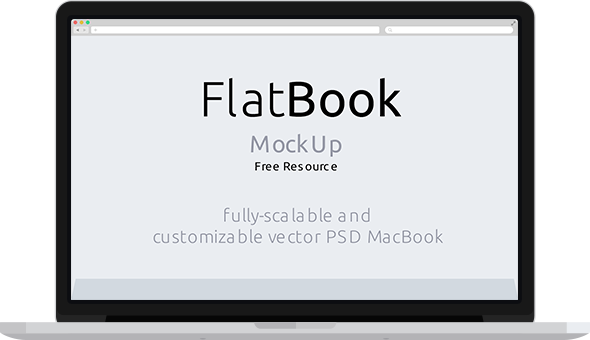 FlatBook
MockUp
Free Resource
fully-scalable and
customizable vector PSD MacBook